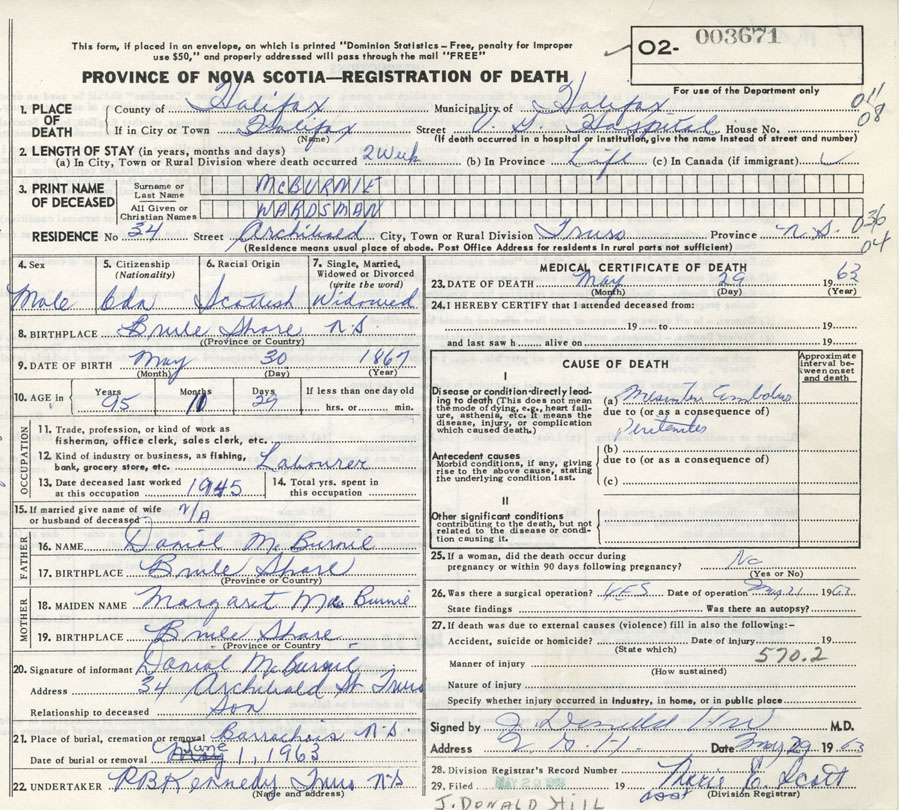 This form, if placed in an envelope, on which is printed "Dominion Statistics – Free, penalty for improper
use $50," and properly addressed will pass through the mail "FREE"
O2- 003671
For use of the Department only
PROVINCE OF NOVA SCOTIA—REGISTRATION OF DEATH
1. PLACE OF DEATH { County of Halifax Municipality of Halifax 011
If in City or Town Halifax Street V. G. Hospital House No. 08
(Name) (If death occurred in a hospital or institution, give name instead of street and number)
2. LENGTH OF STAY (in years, months and days)
(a) In City, Town or Rural Division where death occurred 2 Week (b) In Province Life (c) In Canada (if immigrant)
3. PRINT NAME OF DECEASED { Surname or Last Name McBURNIE
All Given or Christian Names WARDSMAN
RESIDENCE No 34 Street Archibald City, Town or Rural Division Truro Province N.S. 036
04
(Residence means usual place of abode. Post Office Address for residents in rural parts not sufficient)
4. Sex 5. Citizenship (Nationality) 6. Racial Origin 7. Single, Married, Widowed or Divorced (write the word)
Male Cda Scottish Widowed
8. BIRTHPLACE Brule Shore N.S.
(Province or Country)
9. DATE OF BIRTH May 30 1867
(Month) (Day) (Year)
10. AGE in Years 95 Months 10 Days 29 If less than one day old
hrs. or min.
OCCUPATION
11. Trade, profession, or kind of work as
fisherman, office clerk, sales clerk, etc.
12. Kind of industry or business, as fishing,
bank, grocery store, etc. Labourer
13. Date deceased last worked at this occupation 1945 14. Total yrs. spent in this occupation
15. If married give name of wife or husband of deceased N/A
FATHER
16. NAME Danial McBurnie
17. BIRTHPLACE Brule Shore
(Province or Country)
MOTHER
18. MAIDEN NAME Margaret Mac Burnie
19. BIRTHPLACE Brule Shore
(Province or Country)
20. Signature of informant Danial McBurnie
Address 34 Archibald St Truro
Relationship to deceased Son
21. Place of burial, cremation or removal Barrachois N.S.
Date of burial or removal June 1, 1963
22. UNDERTAKER P B Kennedy Truro N.S
(Name and address)
MEDICAL CERTIFICATE OF DEATH
23. DATE OF DEATH May 29 1963
(Month) (Day) (Year)
24. I HEREBY CERTIFY that I attended deceased from:
19 to 19
and last saw h alive on 19
CAUSE OF DEATH
Approximate interval between onset and death
I
Disease or condition directly leading to death (This does not mean
the mode of dying, e.g., heart failure, asthenia, etc. It means the
disease, injury, or complication which caused death.)
(a) Embolus
due to (or as a consequence of)
peritonites
(b)
Antecedent causes
Morbid conditions, if any, giving rise to the above cause, stating the underlying condition last.
due to (or as a consequence of)
(c)
II
Other significant conditions
contributing to the death, but not related to the disease or condition causing it.
25. If a woman, did the death occur during
pregnancy or within 90 days following pregnancy? No
(Yes or No)
26. Was there a surgical operation? YES Date of operation May 21 1963
State findings Was there an autopsy?
27. If death was due to external causes (violence) fill in also the following:–
Accident, suicide or homicide? Date of injury 19
(State which) 570.2
Manner of injury
(How sustained)
Nature of injury
Specify whether injury occurred in Industry, in home, or in public place
Signed by J. Donald Hill M.D.
Address V. G. H. Date May 29 1963
28. Division Registrar's Record Number
29. Filed 19
asst (Division Registrar)
J. DONALD HILL